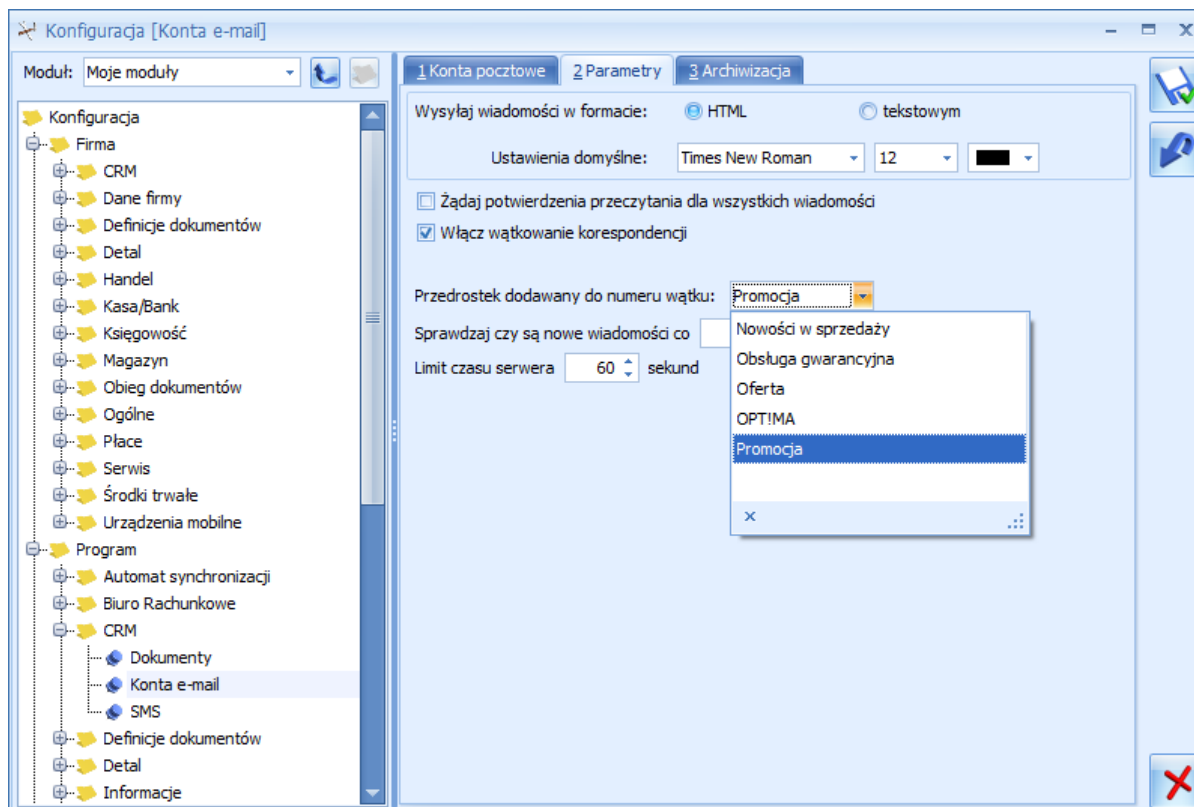 Konfiguracja [Konta e-mail]
Moduł: Moje moduły
Konfiguracja
Firma
CRM
Dane firmy
Definicje dokumentów
Detal
Handel
Kasa/Bank
Księgowość
Magazyn
Obieg dokumentów
Ogólne
Płace
Serwis
Środki trwałe
Urządzenia mobilne
Program
Automat synchronizacji
Biuro Rachunkowe
CRM
Dokumenty
Konta e-mail
SMS
Definicje dokumentów
Detal
Informacje
1 Konta pocztowe 2 Parametry 3 Archiwizacja
Wysyłaj wiadomości w formacie: HTML tekstowym
Ustawienia domyślne: Times New Roman 12
Żądaj potwierdzenia przeczytania dla wszystkich wiadomości
Włącz wątkowanie korespondencji
Przedrostek dodawany do numeru wątku: Promocja
Sprawdzaj czy są nowe wiadomości co
Limit czasu serwera 60 sekund
Nowości w sprzedaży
Obsługa gwarancyjna
Oferta
OPT!MA
Promocja